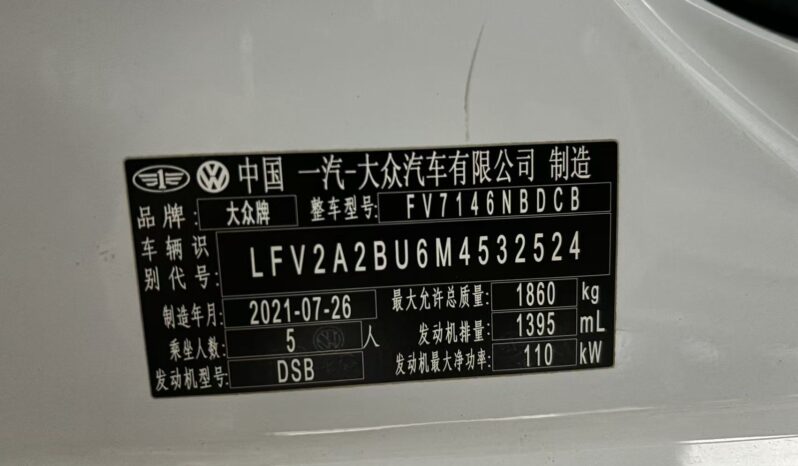 中国 一汽-大众汽车有限公司 制造
品牌: 大众牌 整车型号: FV7146NBDCB
车辆识别代号: LFV2A2BU6M4532524
制造年月: 2021-07-26 最大允许总质量: 1860 kg
乘坐人数: 5 人 发动机排量: 1395 mL
发动机型号: DSB 发动机最大净功率: 110 kW